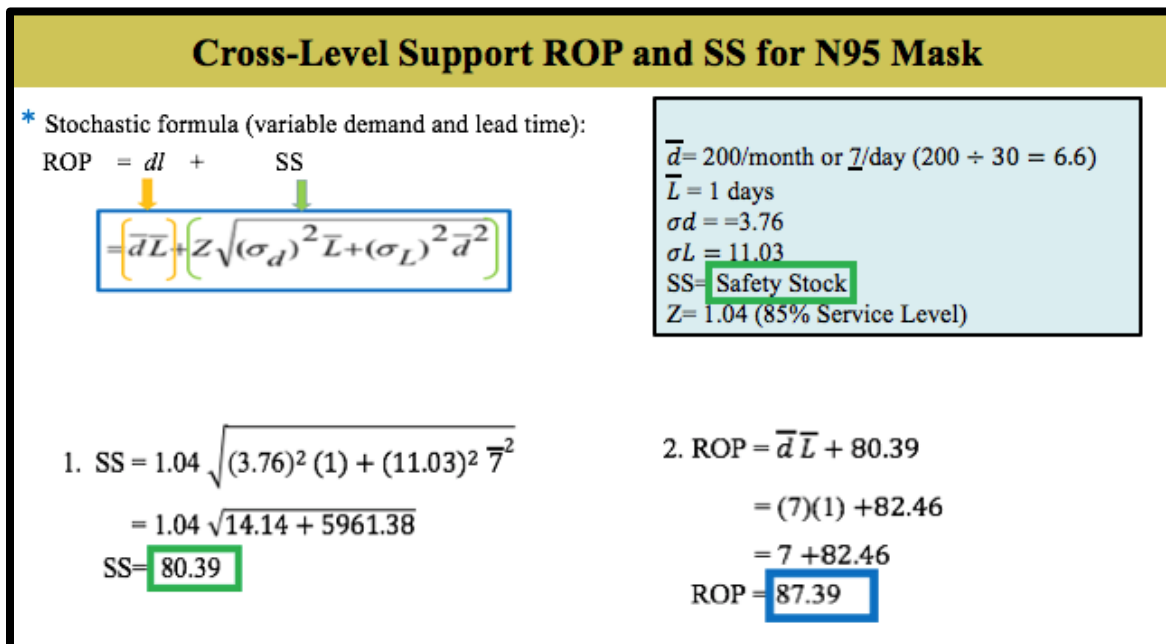 Cross-Level Support ROP and SS for N95 Mask
* Stochastic formula (variable demand and lead time):
ROP = dl + SS
= d̅L̅+Z√(σ_d)²L̅+(σ_L)²d̅²
d̅= 200/month or 7/day (200 ÷ 30 = 6.6)
L̅ = 1 days
σd = =3.76
σL = 11.03
SS= Safety Stock
Z= 1.04 (85% Service Level)
1. SS = 1.04 √(3.76)² (1) + (11.03)² 7̅²
= 1.04 √14.14 + 5961.38
SS= 80.39
2. ROP = d̅ L̅ + 80.39
= (7)(1) +82.46
= 7 +82.46
ROP = 87.39